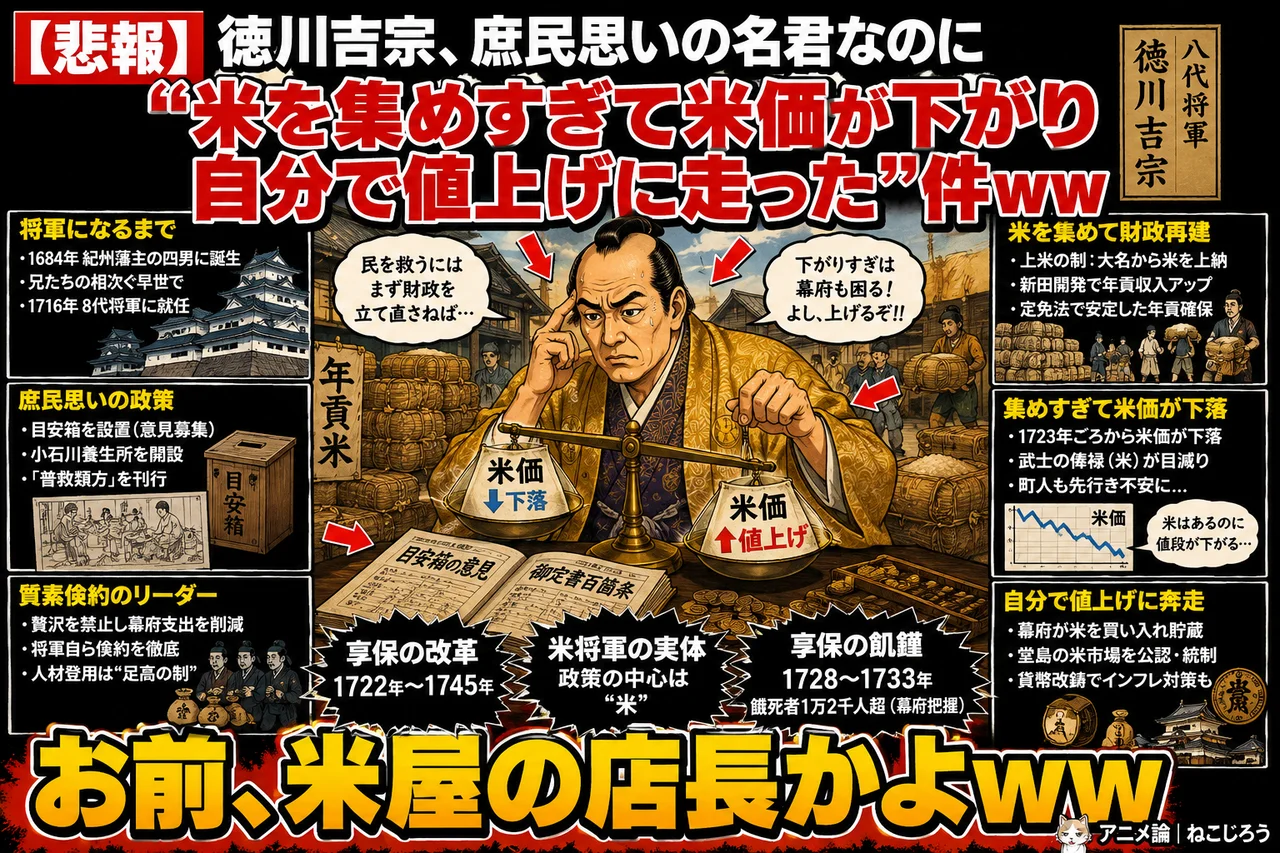 【悲報】徳川吉宗、庶民思いの名君なのに
“米を集めすぎて米価が下がり
自分で値上げに走った”件ww
八代将軍
徳川吉宗
将軍になるまで
・1684年 紀州藩主の四男に誕生
・兄たちの相次ぐ早世で
・1716年 8代将軍に就任
庶民思いの政策
・目安箱を設置(意見募集)
・小石川養生所を開設
・「普救類方」を刊行
目安箱
質素倹約のリーダー
・贅沢を禁止し幕府支出を削減
・将軍自ら倹約を徹底
・人材登用は“足高の制”
民を救うには
まず財政を
立て直さねば…
下がりすぎは
幕府も困る!
よし、上げるぞ!!
年貢米
米価
↓下落
米価
↑値上げ
目安箱の意見
御定書百箇条
享保の改革
1722年~1745年
米将軍の実体
政策の中心は
“米”
享保の飢饉
1728~1733年
餓死者1万2千人超(幕府把握)
米を集めて財政再建
・上米の制:大名から米を上納
・新田開発で年貢収入アップ
・定免法で安定した年貢確保
集めすぎて米価が下落
・1723年ごろから米価が下落
・武士の俸禄(米)が目減り
・町人も先行き不安に…
米価
米はあるのに
値段が下がる…
自分で値上げに奔走
・幕府が米を買い入れ貯蔵
・堂島の米市場を公認・統制
・貨幣改鋳でインフレ対策も
お前、米屋の店長かよww
アニメ論|ねこじろう